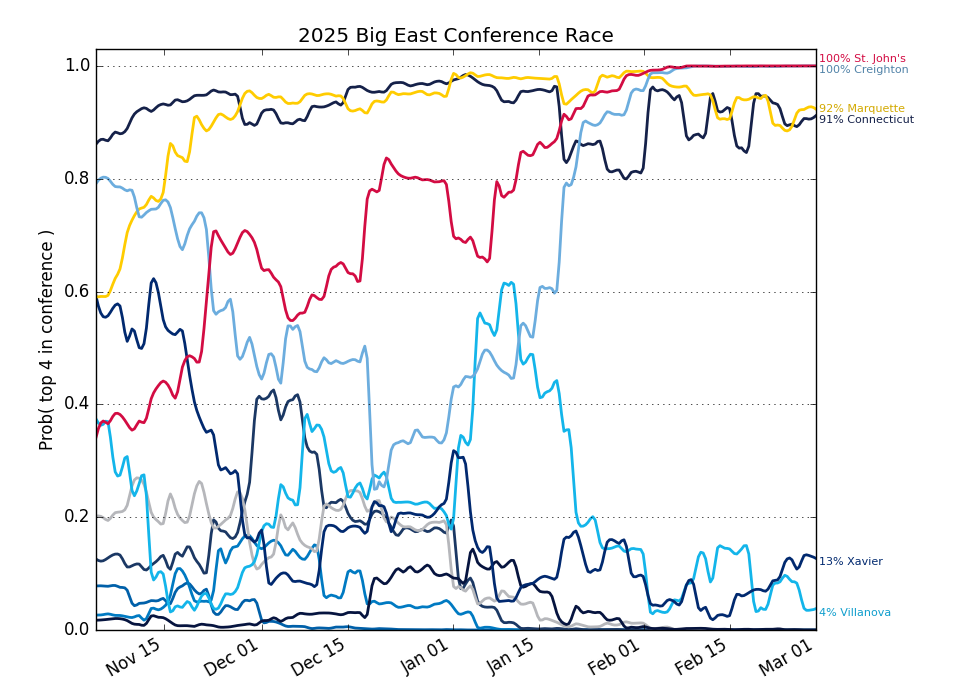 2025 Big East Conference Race
Prob( top 4 in conference )
1.0
0.8
0.6
0.4
0.2
0.0
Nov 15
Dec 01
Dec 15
Jan 01
Jan 15
Feb 01
Feb 15
Mar 01
100% St. John's
100% Creighton
92% Marquette
91% Connecticut
13% Xavier
4% Villanova